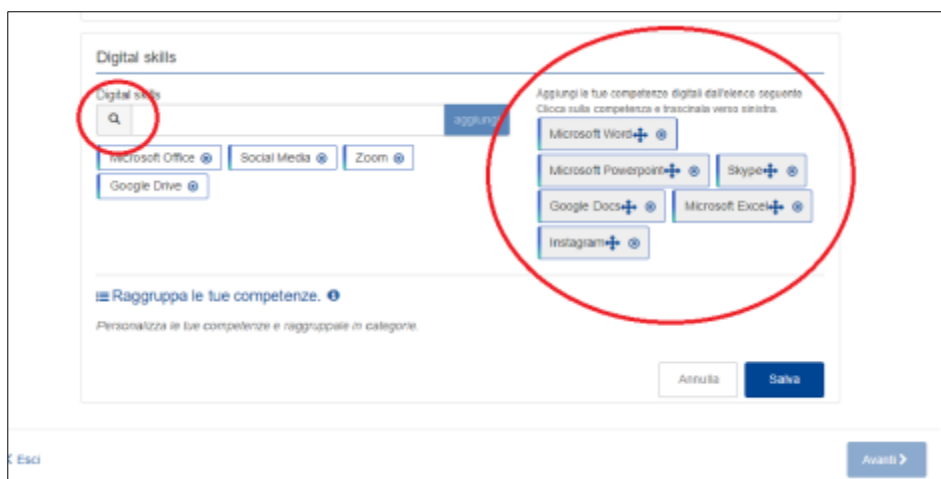 Digital skills
Digital skills
aggiungi
Microsoft Office
Social Media
Zoom
Google Drive
Aggiungi le tue competenze digitali dall'elenco seguente
Clicca sulla competenza e trascinala verso sinistra.
Microsoft Word
Microsoft Powerpoint
Skype
Google Docs
Microsoft Excel
Instagram
Raggruppa le tue competenze.
Personalizza le tue competenze e raggruppale in categorie.
Annulla
Salva
Esci
Avanti